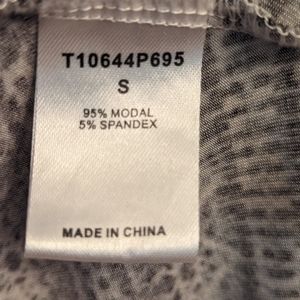 T10644P695
S
95% MODAL
5% SPANDEX
MADE IN CHINA